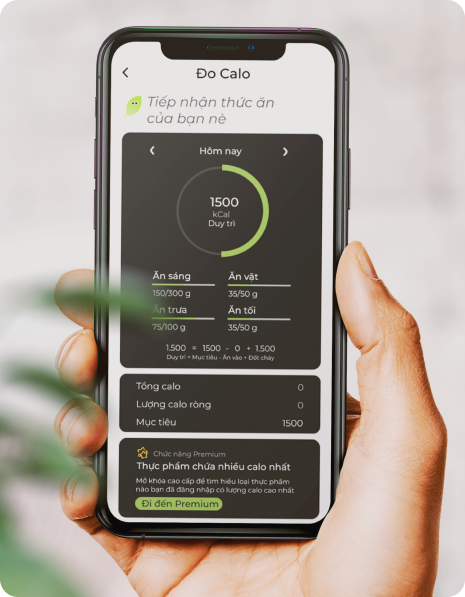 Đo Calo
Tiếp nhận thức ăn
của bạn nè
Hôm nay
1500
kCal
Duy trì
Ăn sáng Ăn vặt
150/300 g 35/50 g
Ăn trưa Ăn tối
75/100 g 35/50 g
1.500 = 1500 - 0 + 1.500
Duy trì = Mục tiêu - Ăn vào + Đốt cháy
Tổng calo 0
Lượng calo ròng 0
Mục tiêu 1500
Chức năng Premium
Thực phẩm chứa nhiều calo nhất
Mở khóa cao cấp để tìm hiểu loại thực phẩm
nào bạn đã đăng nhập có lượng calo cao nhất
Đi đến Premium